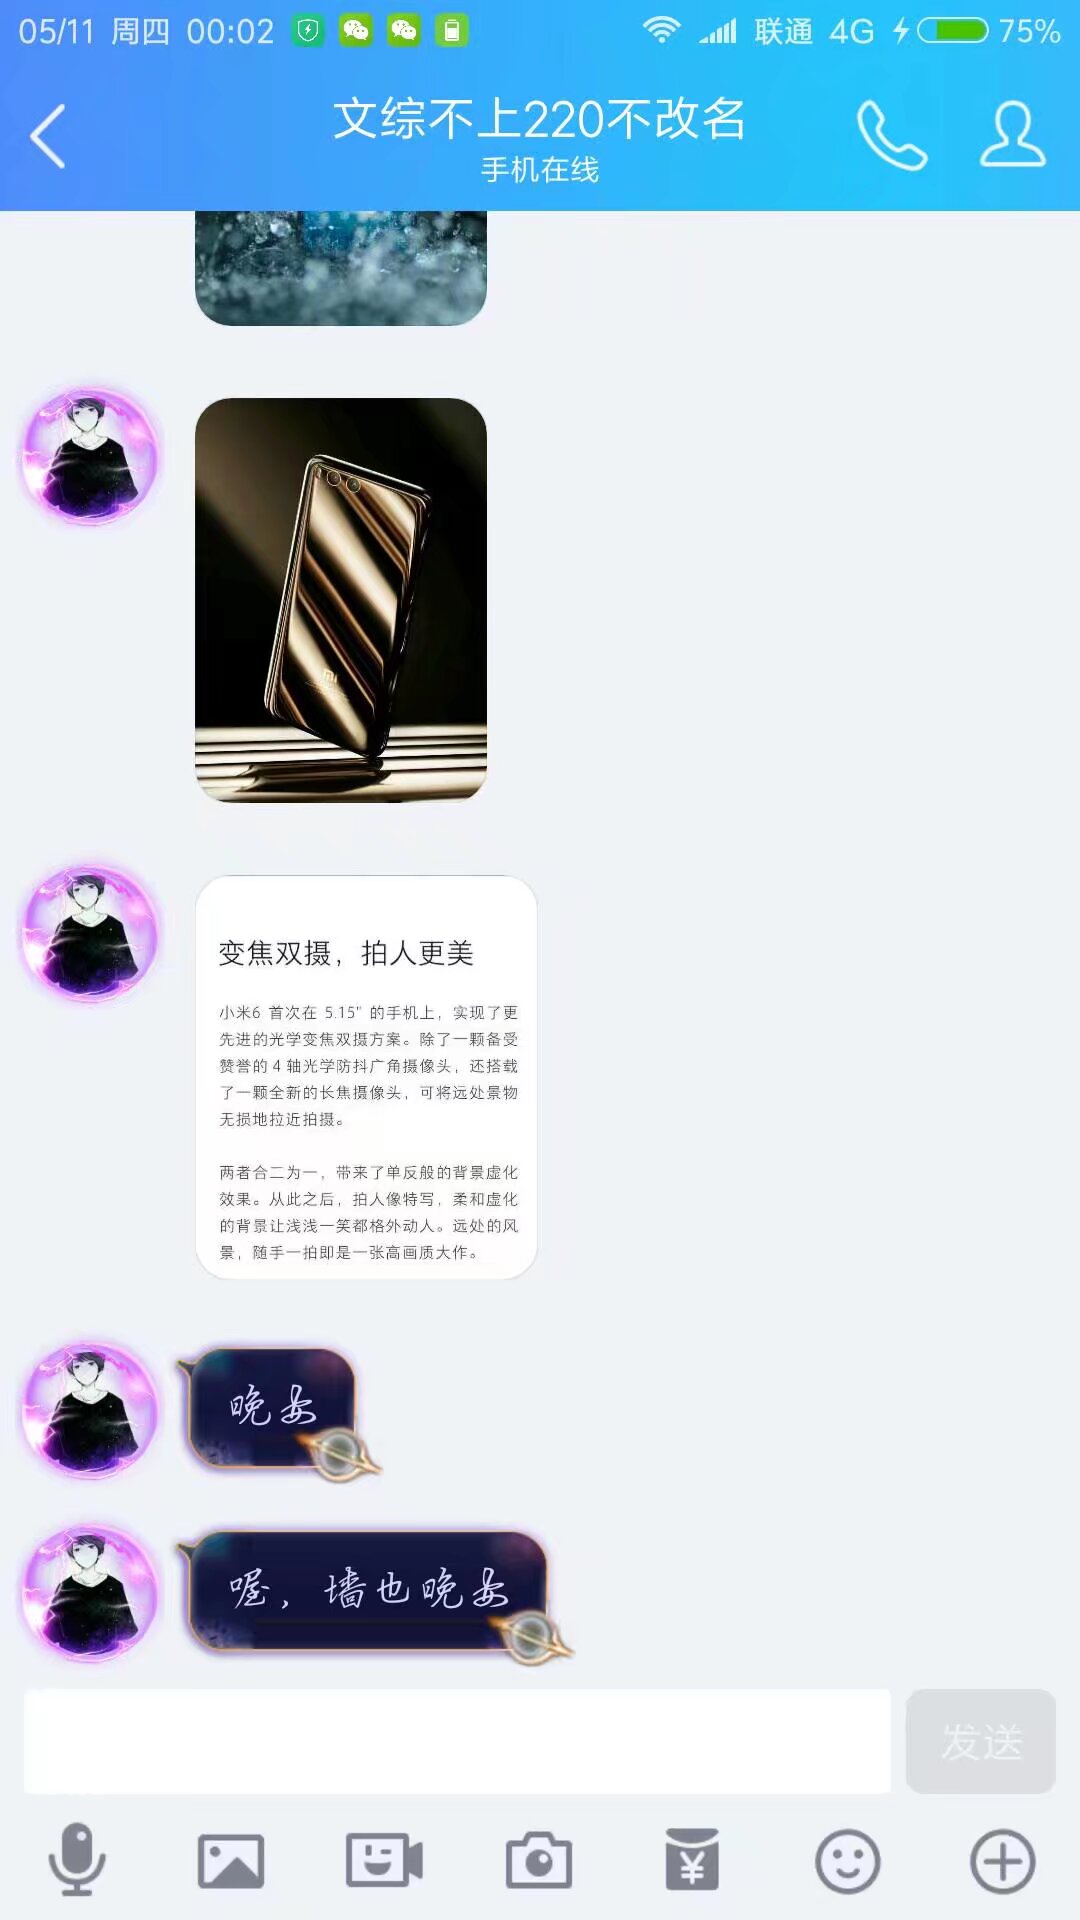 05/11 周四 00:02
联通 4G 75%
文综不上220不改名
手机在线
变焦双摄，拍人更美
小米6 首次在 5.15" 的手机上，实现了更
先进的光学变焦双摄方案。除了一颗备受
赞誉的 4 轴光学防抖广角摄像头，还搭载
了一颗全新的长焦摄像头，可将远处景物
无损地拉近拍摄。
两者合二为一，带来了单反般的背景虚化
效果。从此之后，拍人像特写，柔和虚化
的背景让浅浅一笑都格外动人。远处的风
景，随手一拍即是一张高画质大作。
晚安
喔，墙也晚安
发送